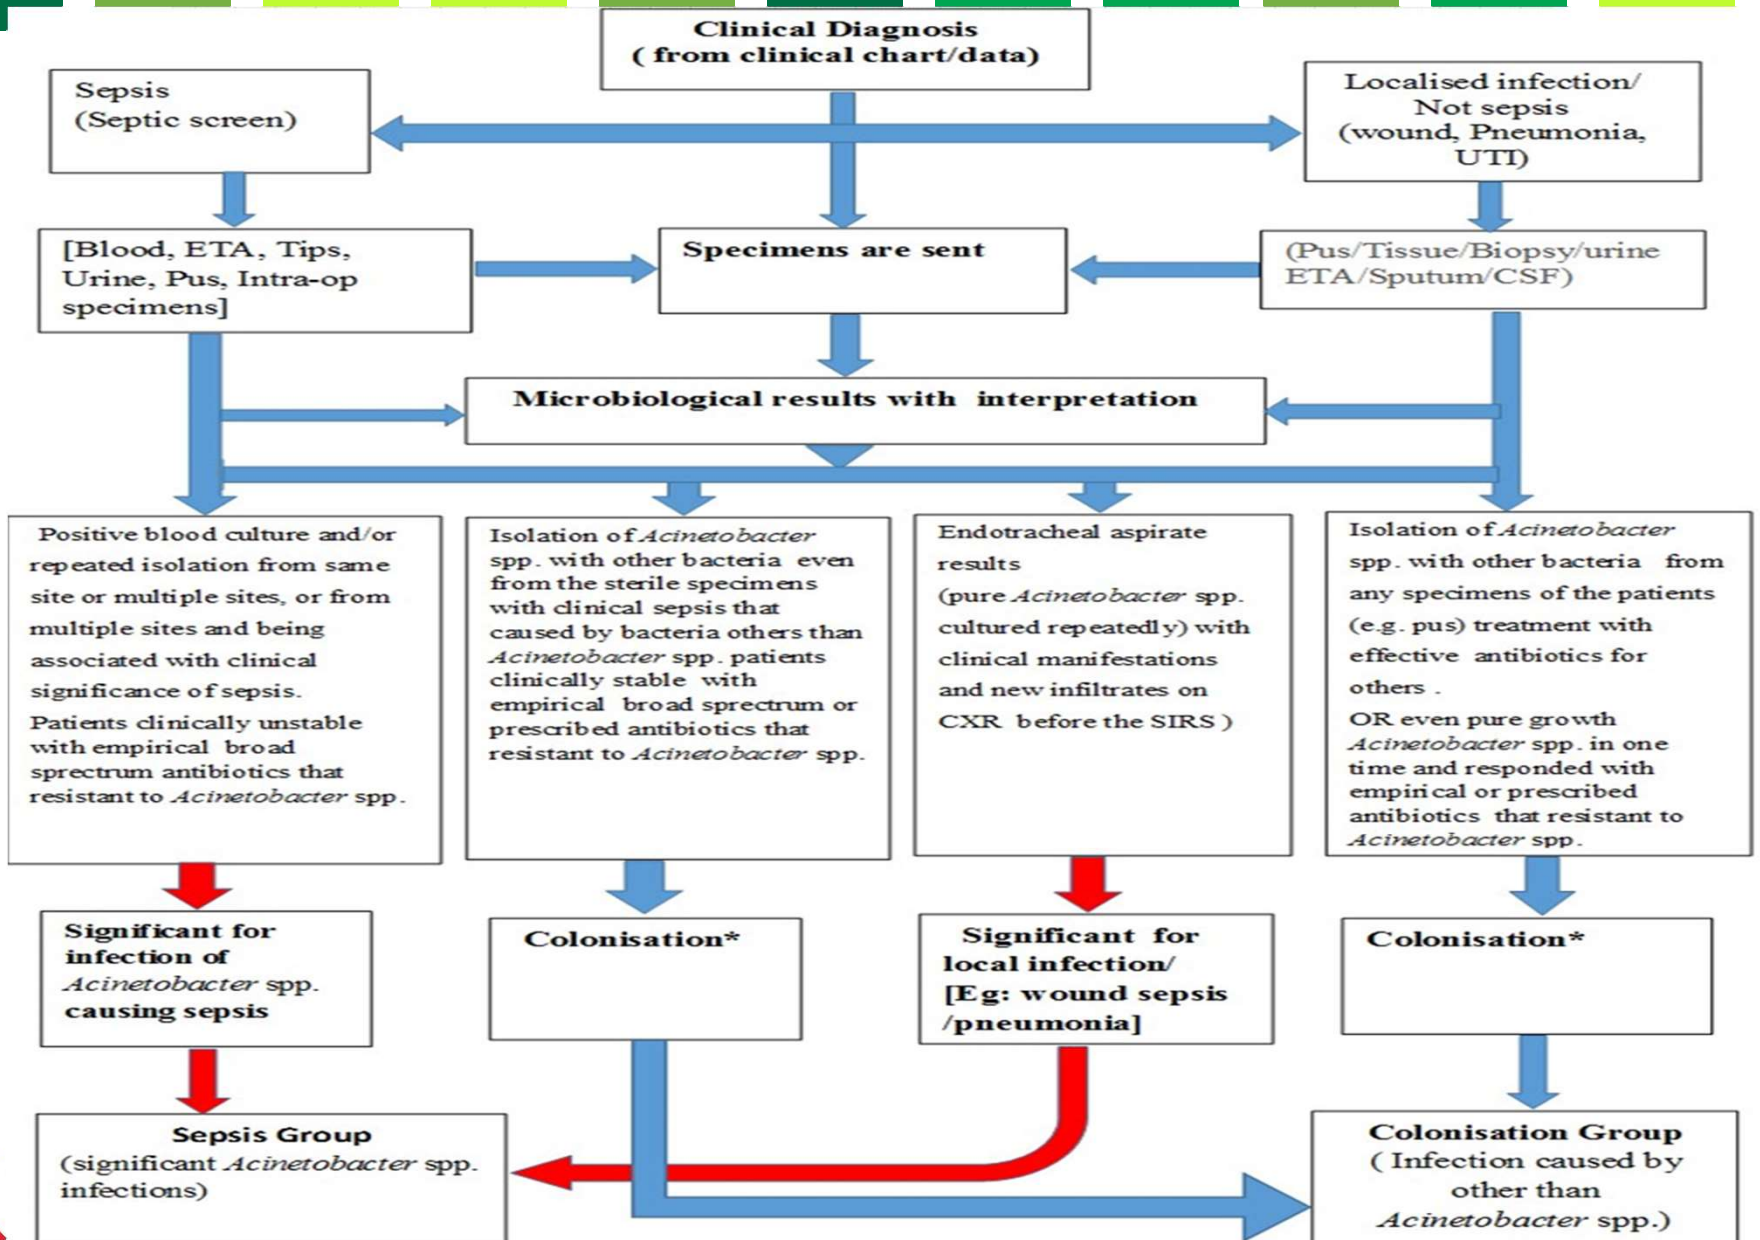 Clinical Diagnosis
( from clinical chart/data)
Sepsis
(Septic screen)
Localised infection/
Not sepsis
(wound, Pneumonia,
UTI)
[Blood, ETA, Tips,
Urine, Pus, Intra-op
specimens]
Specimens are sent
(Pus/Tissue/Biopsy/urine
ETA/Sputum/CSF)
Microbiological results with interpretation
Positive blood culture and/or
repeated isolation from same
site or multiple sites, or from
multiple sites and being
associated with clinical
significance of sepsis.
Patients clinically unstable
with empirical broad
sprectrum antibiotics that
resistant to Acinetobacter spp.
Isolation of Acinetobacter
spp. with other bacteria even
from the sterile specimens
with clinical sepsis that
caused by bacteria others than
Acinetobacter spp. patients
clinically stable with
empirical broad sprectrum or
prescribed antibiotics that
resistant to Acinetobacter spp.
Endotracheal aspirate
results
(pure Acinetobacter spp.
cultured repeatedly) with
clinical manifestations
and new infiltrates on
CXR before the SIRS )
Isolation of Acinetobacter
spp. with other bacteria from
any specimens of the patients
(e.g. pus) treatment with
effective antibiotics for
others .
OR even pure growth
Acinetobacter spp. in one
time and responded with
empirical or prescribed
antibiotics that resistant to
Acinetobacter spp.
Significant for
infection of
Acinetobacter spp.
causing sepsis
Colonisation*
Significant for
local infection/
[Eg: wound sepsis
/pneumonia]
Colonisation*
Sepsis Group
(significant Acinetobacter spp.
infections)
Colonisation Group
( Infection caused by
other than
Acinetobacter spp.)